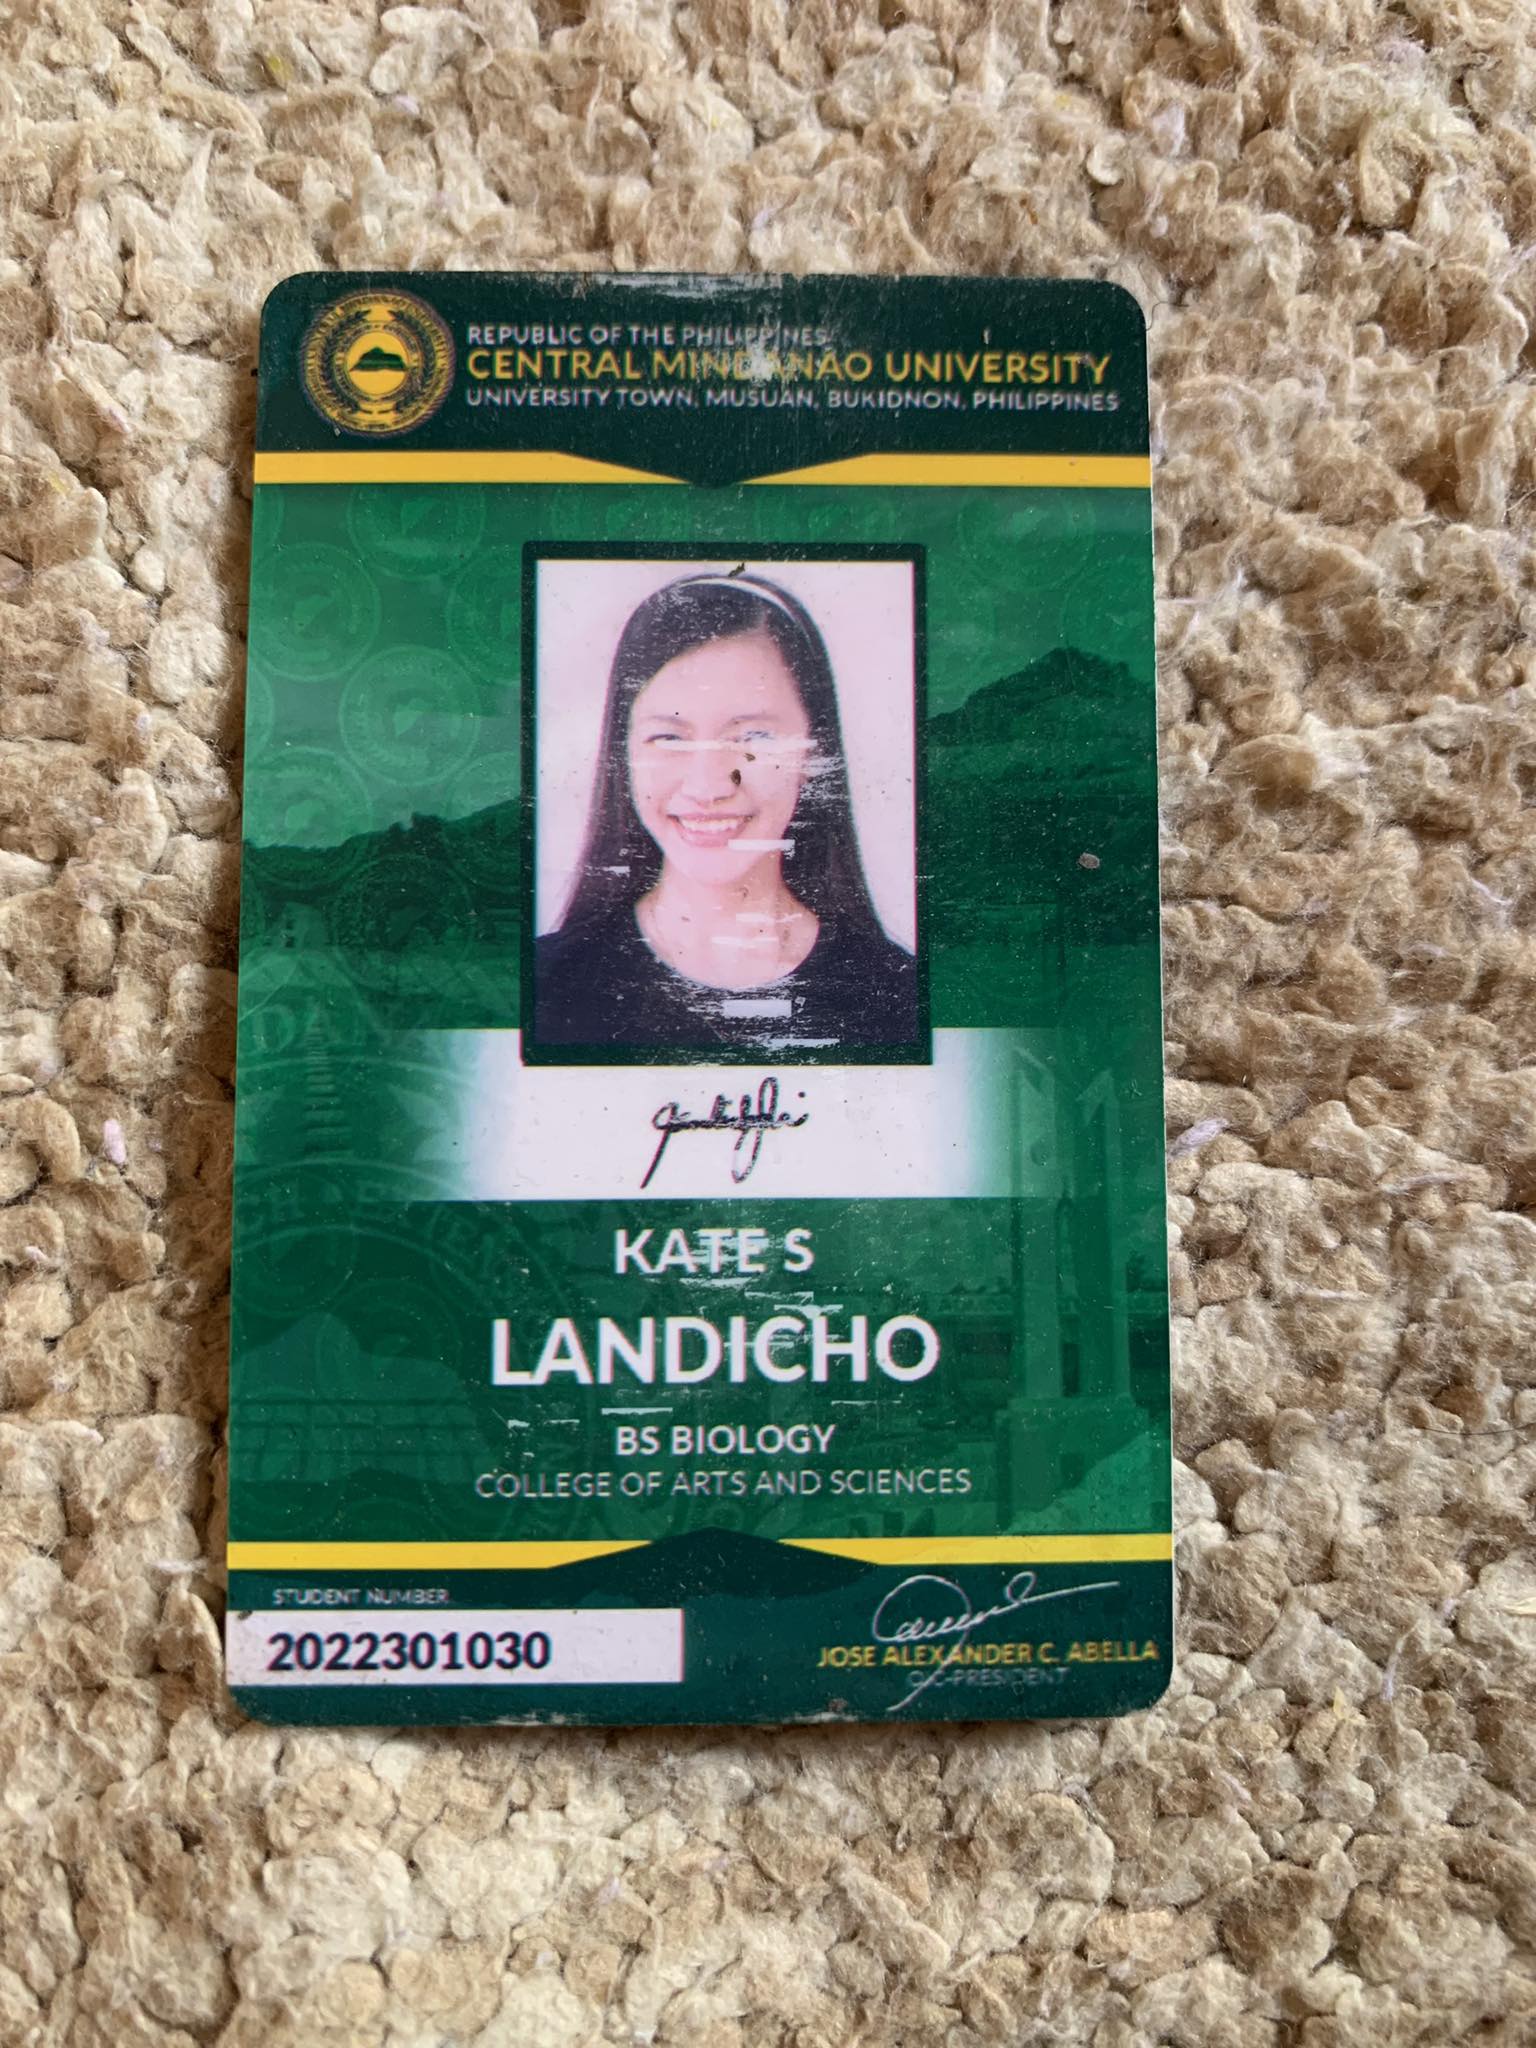 REPUBLIC OF THE PHILIPPINES
CENTRAL MINDANAO UNIVERSITY
UNIVERSITY TOWN, MUSUAN, BUKIDNON, PHILIPPINES
KATE S
LANDICHO
BS BIOLOGY
COLLEGE OF ARTS AND SCIENCES
STUDENT NUMBER
2022301030
JOSE ALEXANDER C. ABELLA
OIC-PRESIDENT